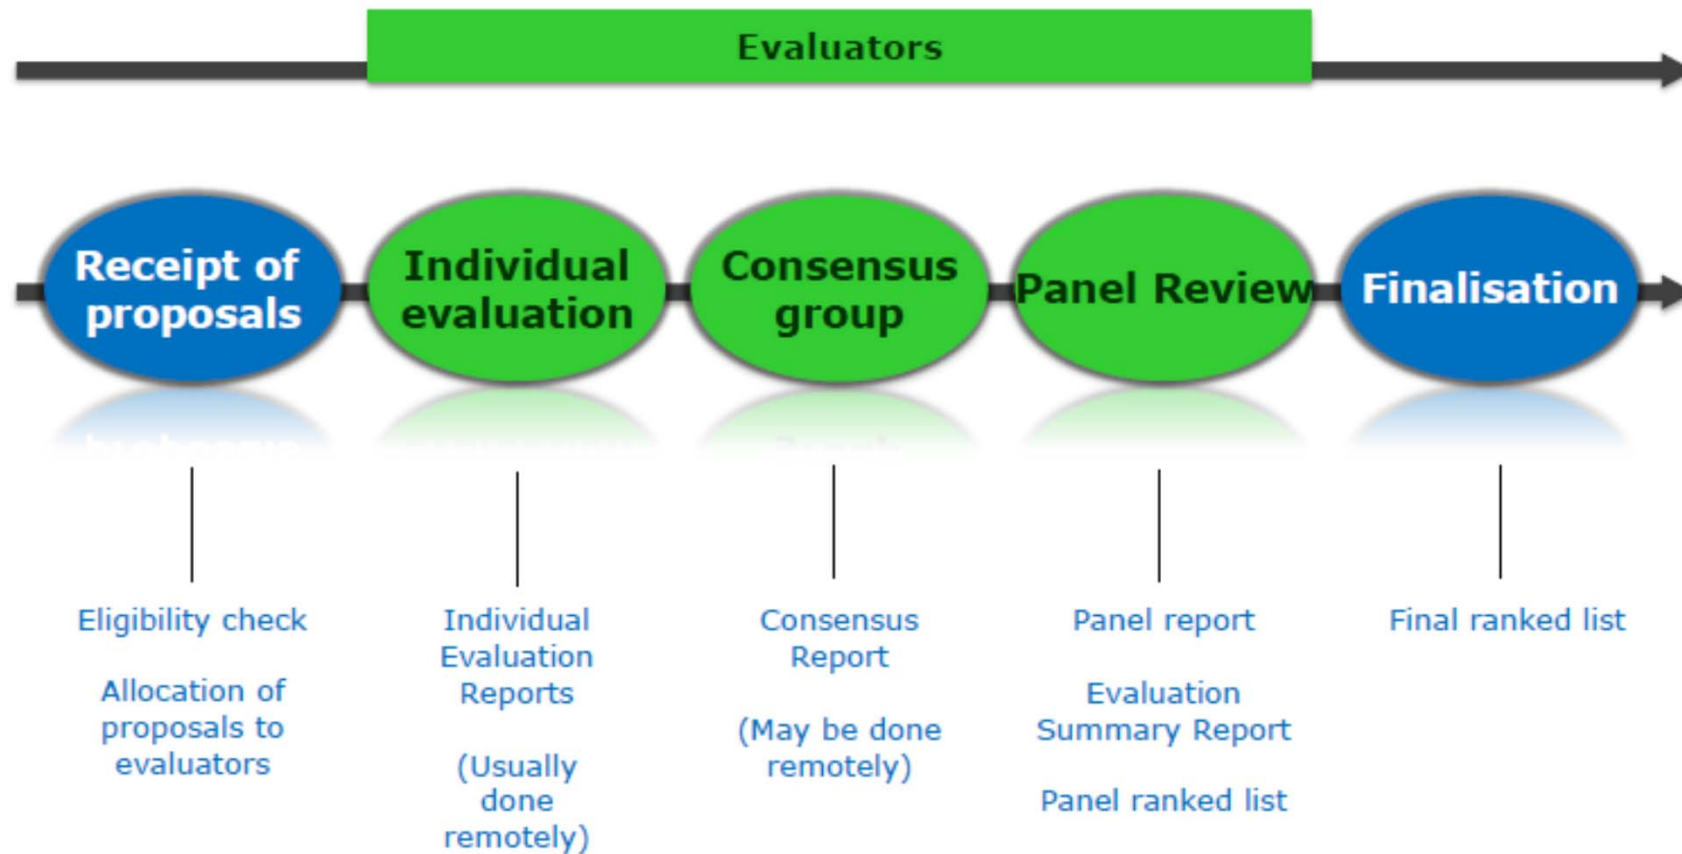 Evaluators
Receipt of
proposals
Individual
evaluation
Consensus
group
Panel Review
Finalisation
Eligibility check
Allocation of
proposals to
evaluators
Individual
Evaluation
Reports
(Usually
done
remotely)
Consensus
Report
(May be done
remotely)
Panel report
Evaluation
Summary Report
Panel ranked list
Final ranked list